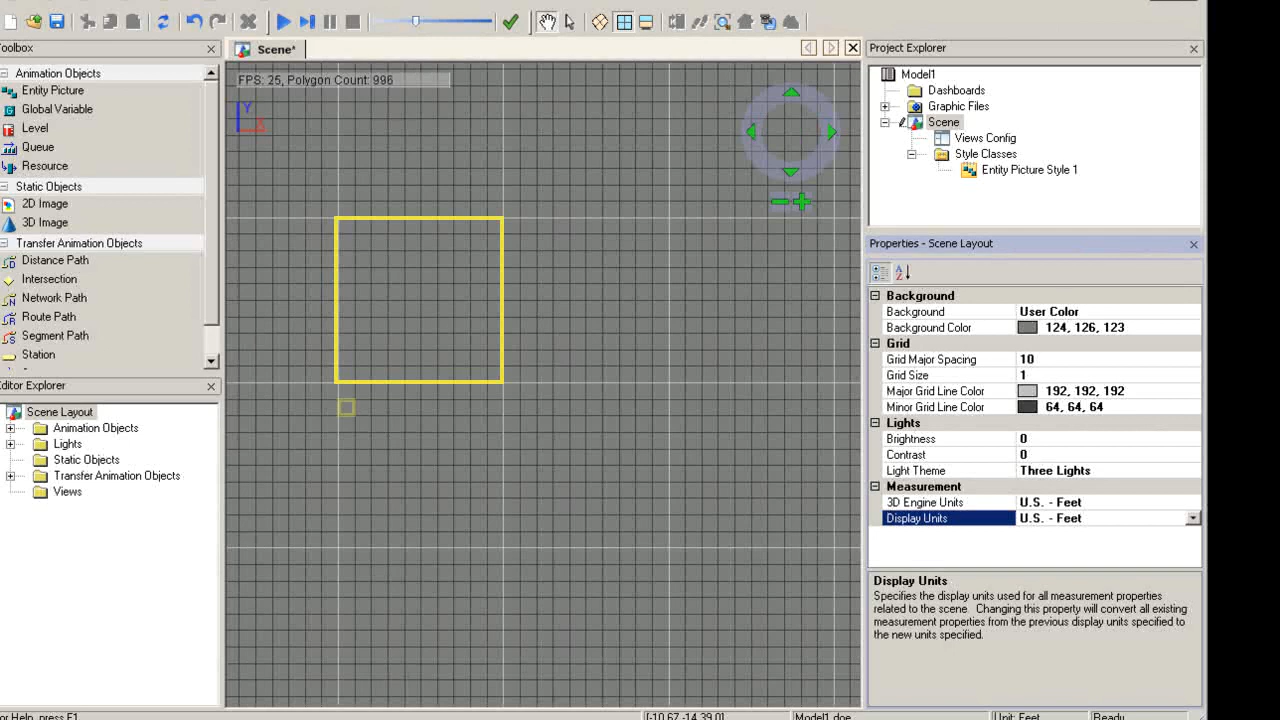 Scene*
FPS: 25, Polygon Count: 996
Y
X
Toolbox
Animation Objects
Entity Picture
Global Variable
Level
Queue
Resource
Static Objects
2D Image
3D Image
Transfer Animation Objects
Distance Path
Intersection
Network Path
Route Path
Segment Path
Station
Editor Explorer
Scene Layout
Animation Objects
Lights
Static Objects
Transfer Animation Objects
Views
Project Explorer
Model1
Dashboards
Graphic Files
Scene
Views Config
Style Classes
Entity Picture Style 1
Properties - Scene Layout
Background
Background User Color
Background Color 124, 126, 123
Grid
Grid Major Spacing 10
Grid Size 1
Major Grid Line Color 192, 192, 192
Minor Grid Line Color 64, 64, 64
Lights
Brightness 0
Contrast 0
Light Theme Three Lights
Measurement
3D Engine Units U.S. - Feet
Display Units U.S. - Feet
Display Units
Specifies the display units used for all measurement properties
related to the scene. Changing this property will convert all existing
measurement properties from the previous display units specified to
the new units specified.
or Help, press F1 [-10.67,-14.39,0] Model1.doe Unit: Feet Ready